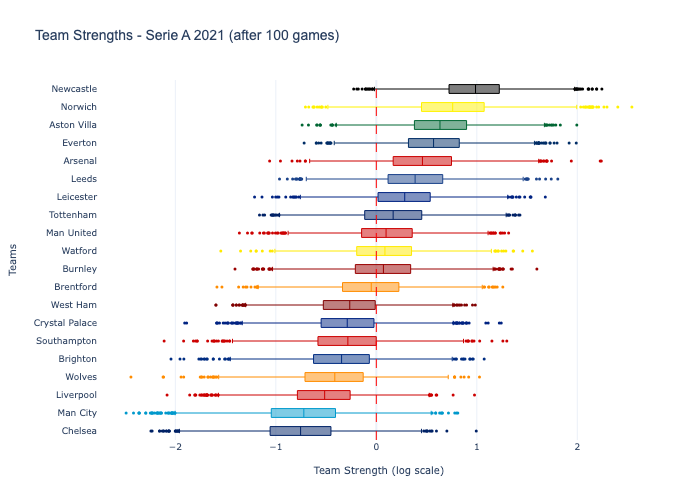 Team Strengths - Serie A 2021 (after 100 games)
Newcastle
Norwich
Aston Villa
Everton
Arsenal
Leeds
Leicester
Tottenham
Man United
Watford
Burnley
Brentford
West Ham
Crystal Palace
Southampton
Brighton
Wolves
Liverpool
Man City
Chelsea
Teams
−2 −1 0 1 2
Team Strength (log scale)